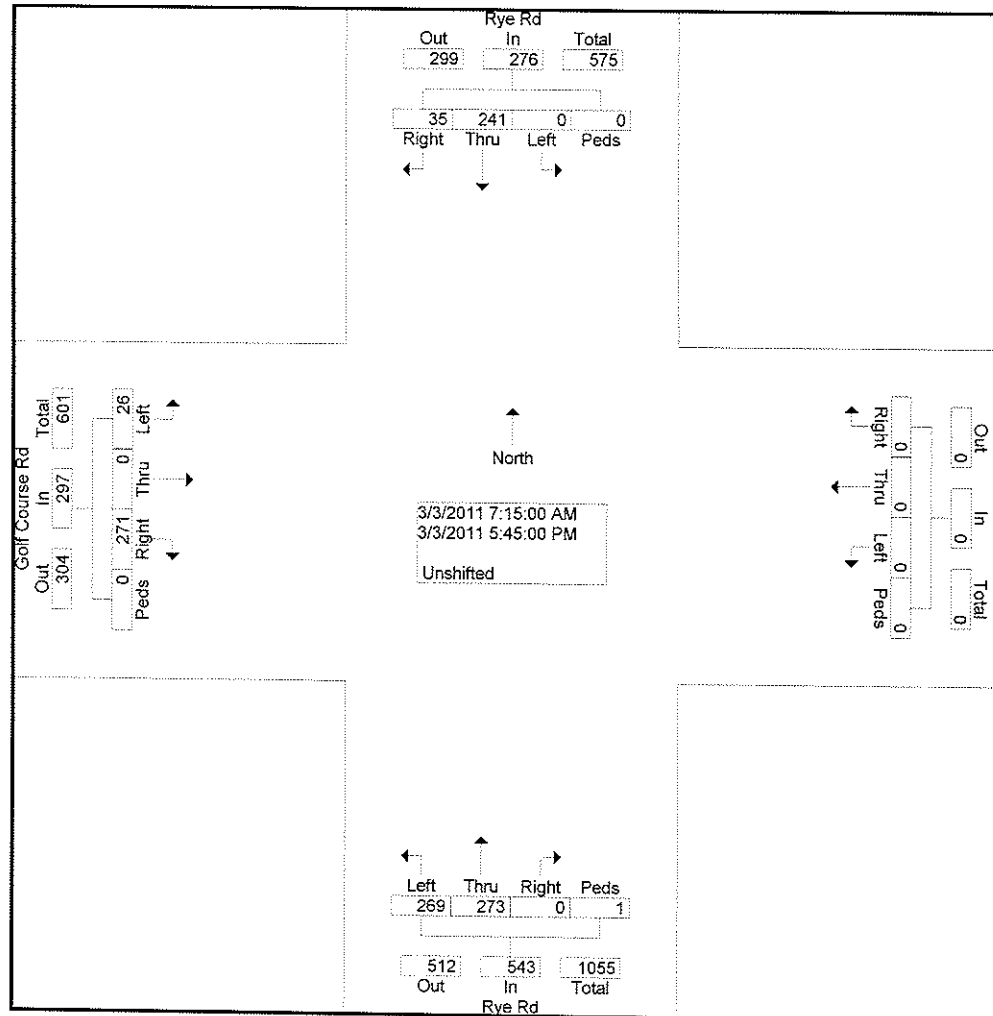 Rye Rd
Out In Total
299 276 575
35 241 0 0
Right Thru Left Peds
Golf Course Rd
Out In Total
304 297 601
26 0 271 0
Left Thru Right Peds
North
3/3/2011 7:15:00 AM
3/3/2011 5:45:00 PM
Unshifted
Right Thru Left Peds
0 0 0 0
Out In Total
0 0 0
Left Thru Right Peds
269 273 0 1
512 543 1055
Out In Total
Rye Rd